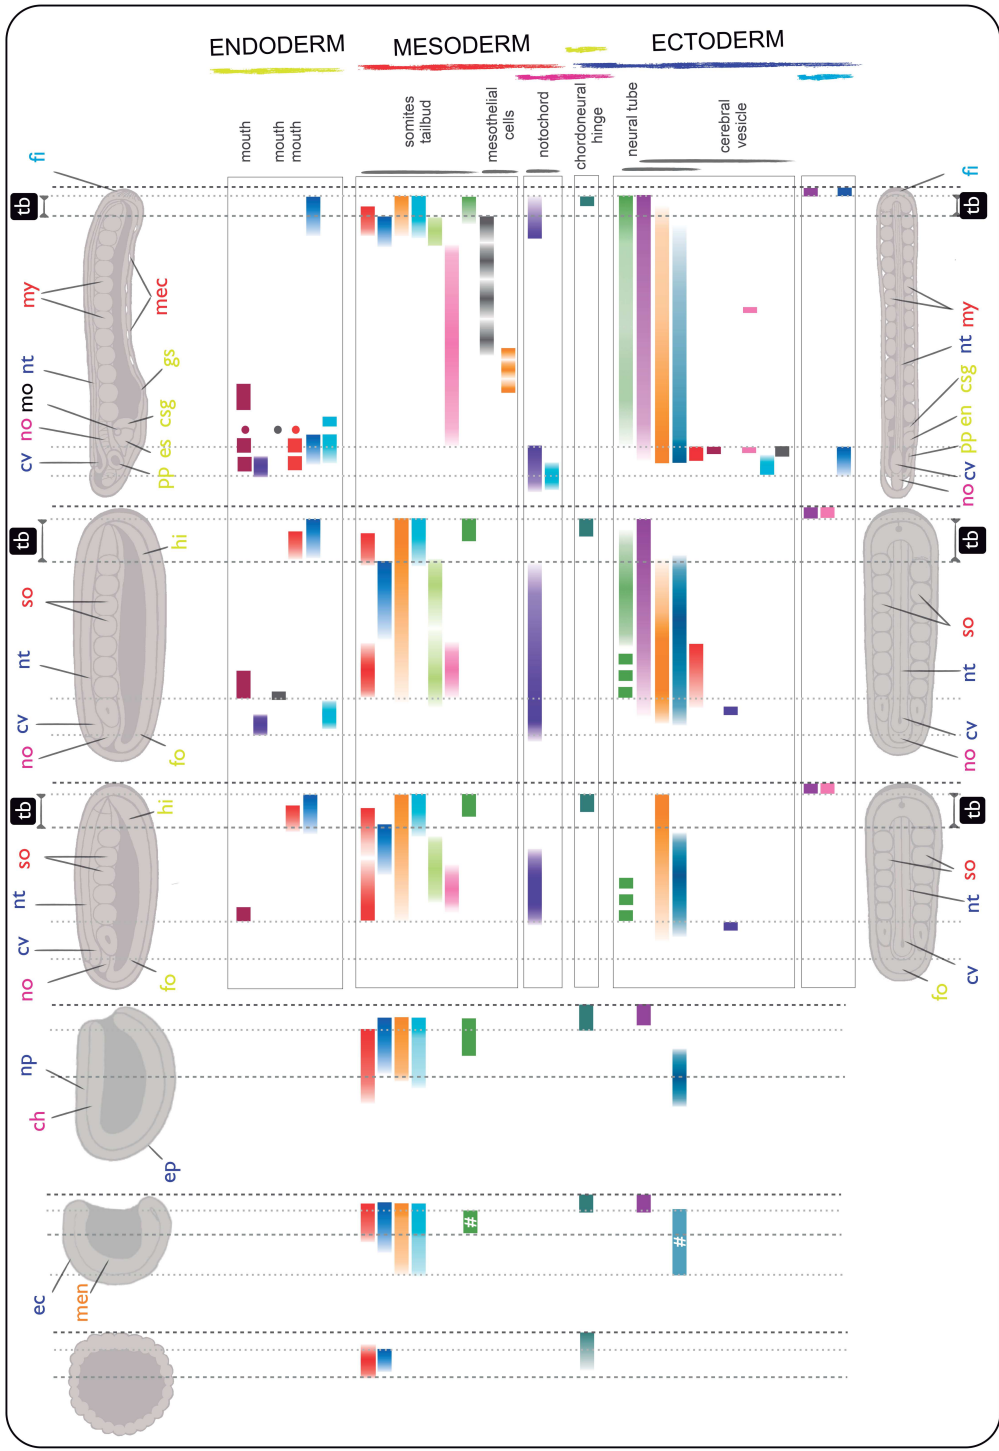 ENDODERM
MESODERM
ECTODERM
mouth
mouth
mouth
somites
tailbud
mesothelial
cells
notochord
chordoneural
hinge
neural tube
cerebral
vesicle
fi
tb
my
nt
mo
no
cv
mec
gs
csg
es
pp
fi
tb
my
nt
csg
en
pp
cv
no
tb
so
nt
cv
no
hi
fo
tb
so
nt
cv
no
tb
so
nt
cv
no
hi
fo
tb
so
nt
cv
fo
np
ch
ep
ec
men
#
#